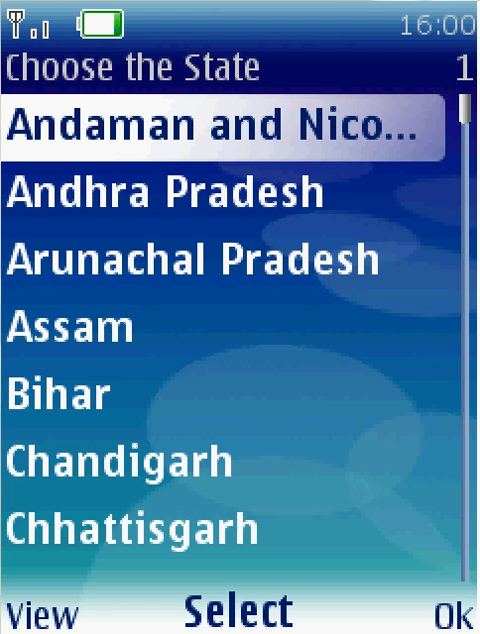 16:00
Choose the State 1
Andaman and Nico...
Andhra Pradesh
Arunachal Pradesh
Assam
Bihar
Chandigarh
Chhattisgarh
View Select Ok